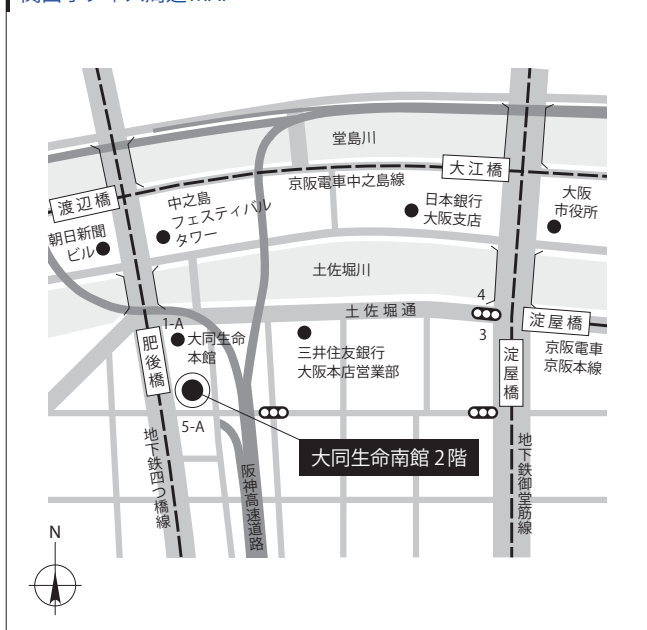 堂島川
大江橋
京阪電車中之島線
渡辺橋
中之島
フェスティバル
タワー
日本銀行
大阪支店
大阪
市役所
朝日新聞
ビル
土佐堀川
土佐堀通
4
3
淀屋橋
京阪電車
京阪本線
1-A
大同生命
本館
肥後橋
三井住友銀行
大阪本店営業部
淀屋橋
5-A
大同生命南館 2階
地下鉄四つ橋線
阪神高速道路
地下鉄御堂筋線
N